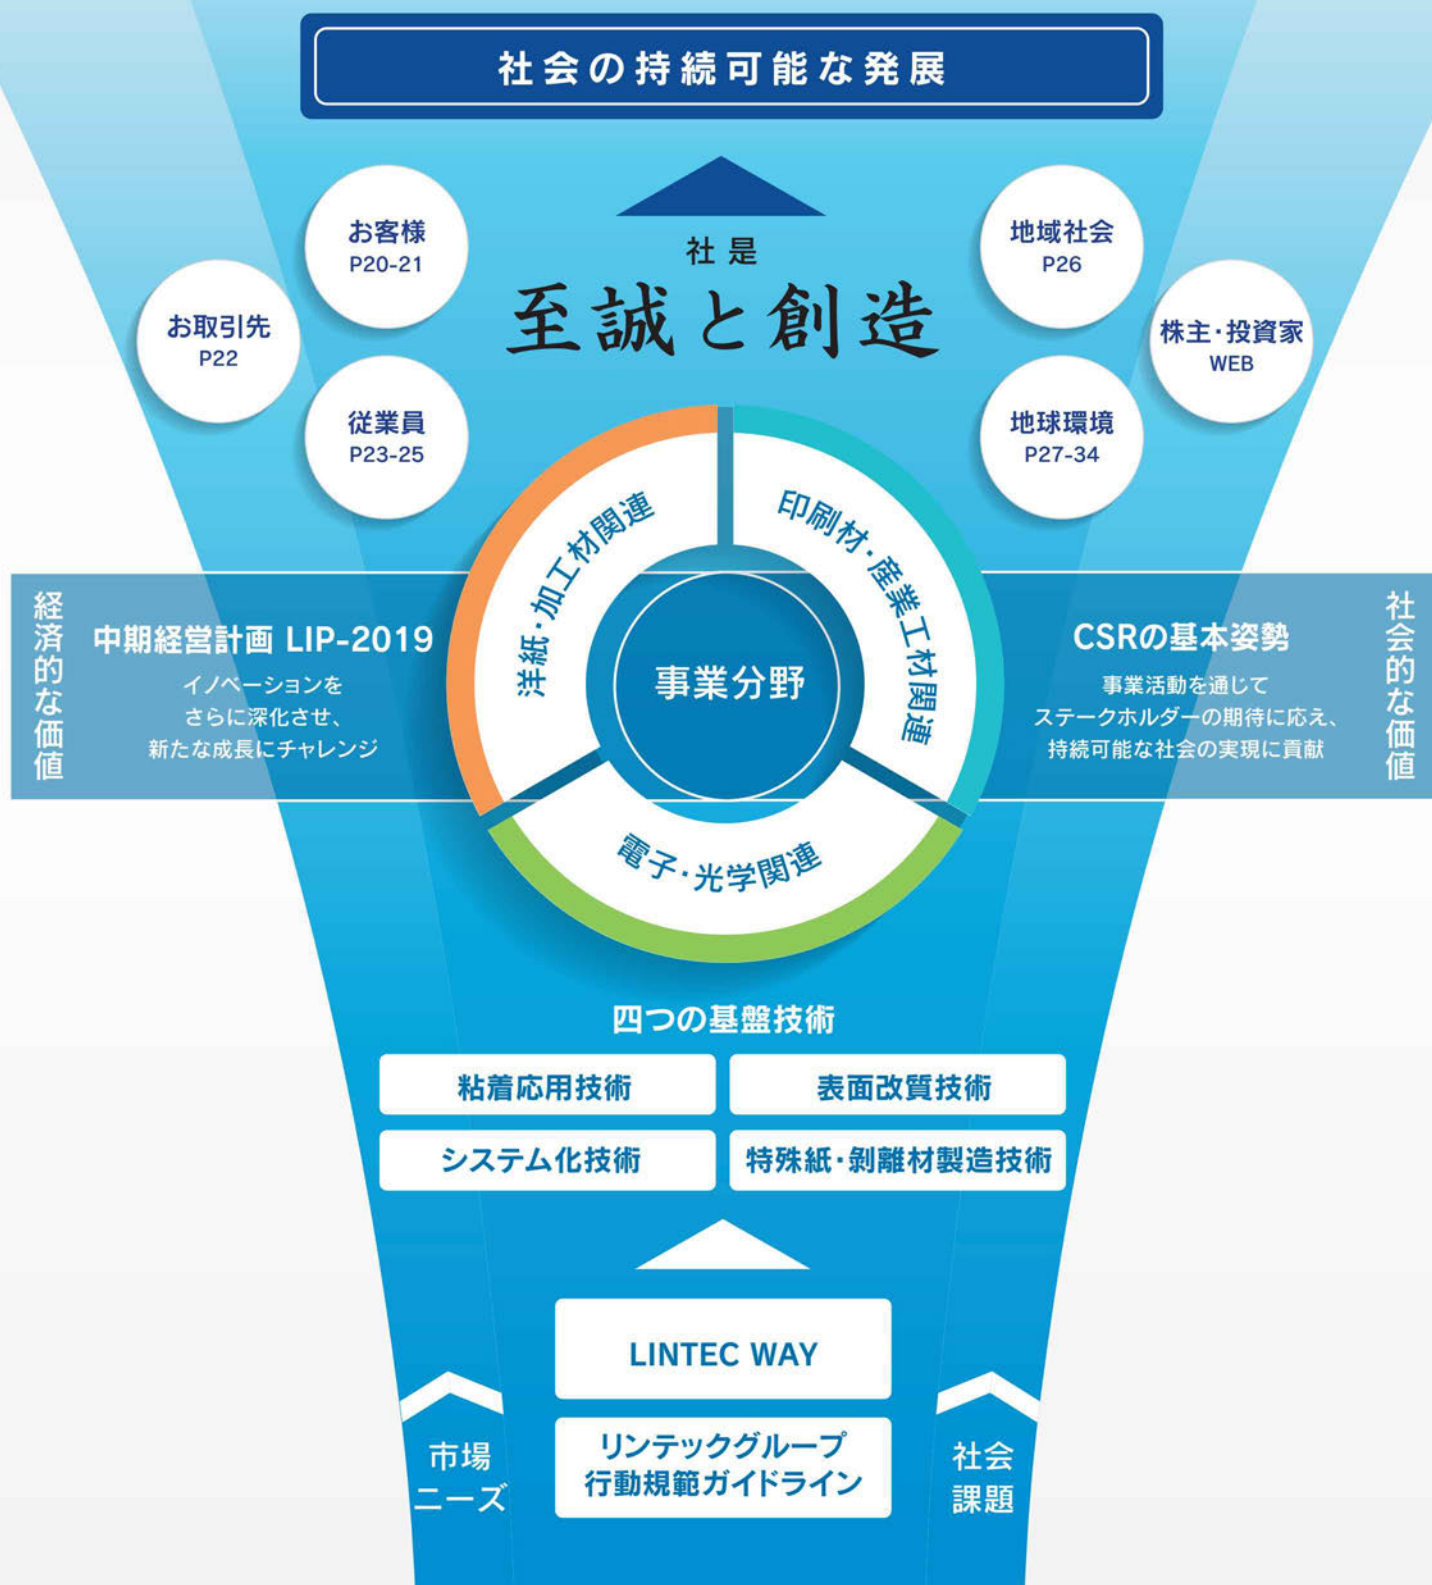 社会の持続可能な発展
社是
至誠と創造
お客様
P20-21
お取引先
P22
従業員
P23-25
地域社会
P26
株主・投資家
WEB
地球環境
P27-34
洋紙・加工材関連
印刷材・産業工材関連
電子・光学関連
事業分野
経済的な価値
中期経営計画 LIP-2019
イノベーションを
さらに深化させ、
新たな成長にチャレンジ
CSRの基本姿勢
事業活動を通じて
ステークホルダーの期待に応え、
持続可能な社会の実現に貢献
社会的な価値
四つの基盤技術
粘着応用技術
表面改質技術
システム化技術
特殊紙・剝離材製造技術
LINTEC WAY
リンテックグループ
行動規範ガイドライン
市場
ニーズ
社会
課題